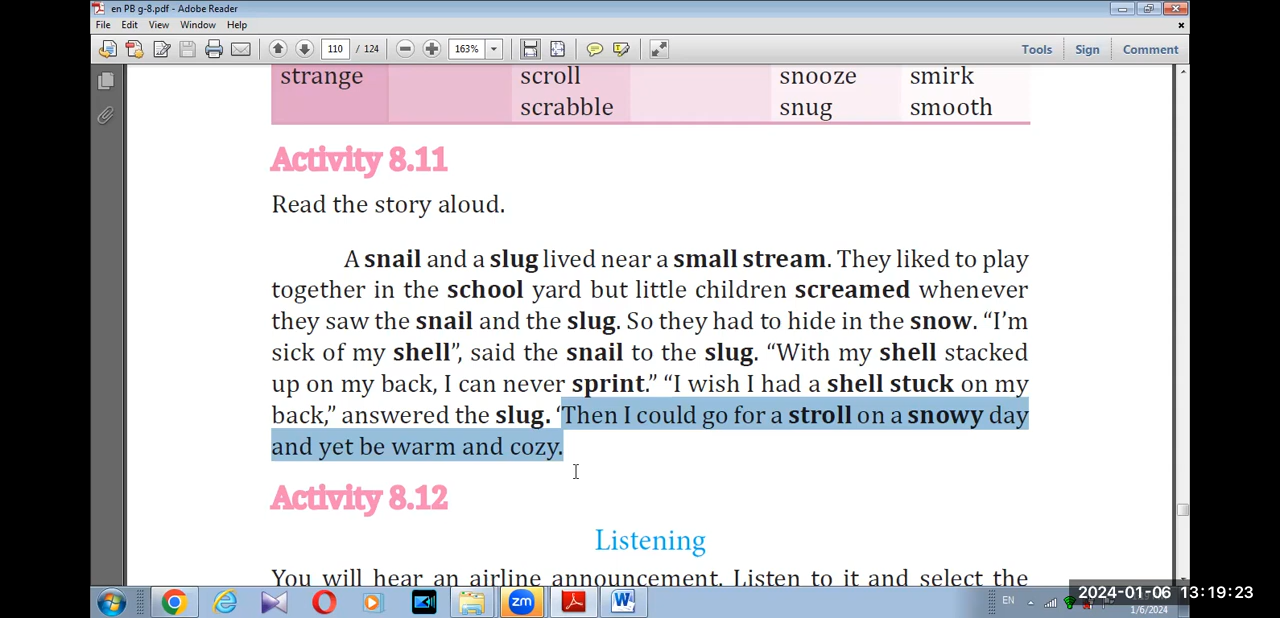 en PB g-8.pdf - Adobe Reader
File Edit View Window Help
110 / 124 163% Tools Sign Comment
strange scroll snooze smirk
scrabble snug smooth
Activity 8.11
Read the story aloud.
A snail and a slug lived near a small stream. They liked to play
together in the school yard but little children screamed whenever
they saw the snail and the slug. So they had to hide in the snow. “I’m
sick of my shell”, said the snail to the slug. “With my shell stacked
up on my back, I can never sprint.” “I wish I had a shell stuck on my
back,” answered the slug. ‘Then I could go for a stroll on a snowy day
and yet be warm and cozy.
Activity 8.12
Listening
You will hear an airline announcement. Listen to it and select the
zm
EN
2024-01-06 13:19:23
1/6/2024